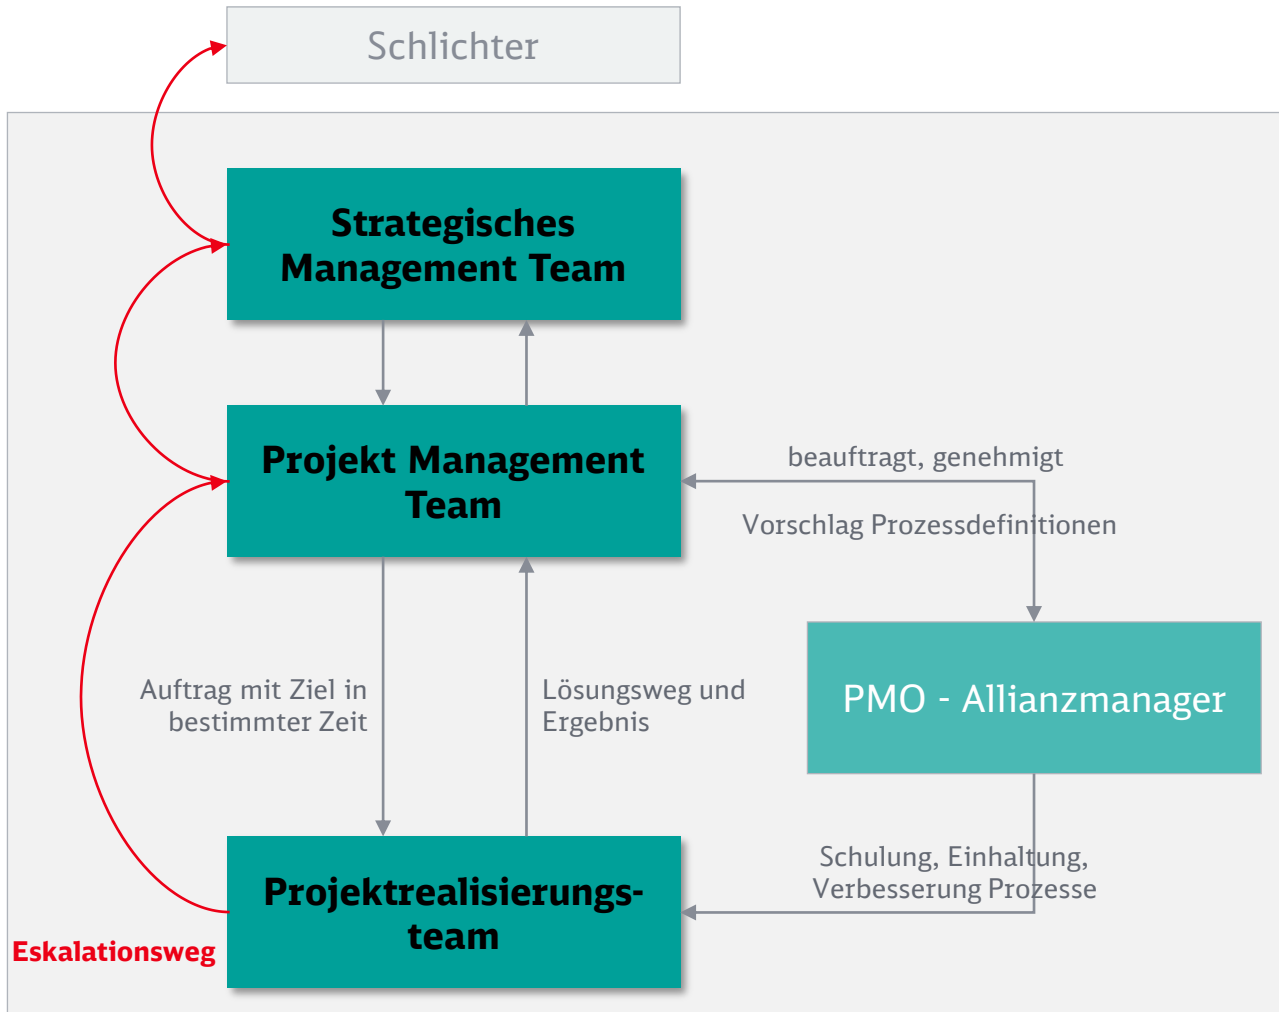 Schlichter
Strategisches
Management Team
Projekt Management
Team
beauftragt, genehmigt
Vorschlag Prozessdefinitionen
Auftrag mit Ziel in
bestimmter Zeit
Lösungsweg und
Ergebnis
PMO - Allianzmanager
Schulung, Einhaltung,
Verbesserung Prozesse
Projektrealisierungs-
team
Eskalationsweg